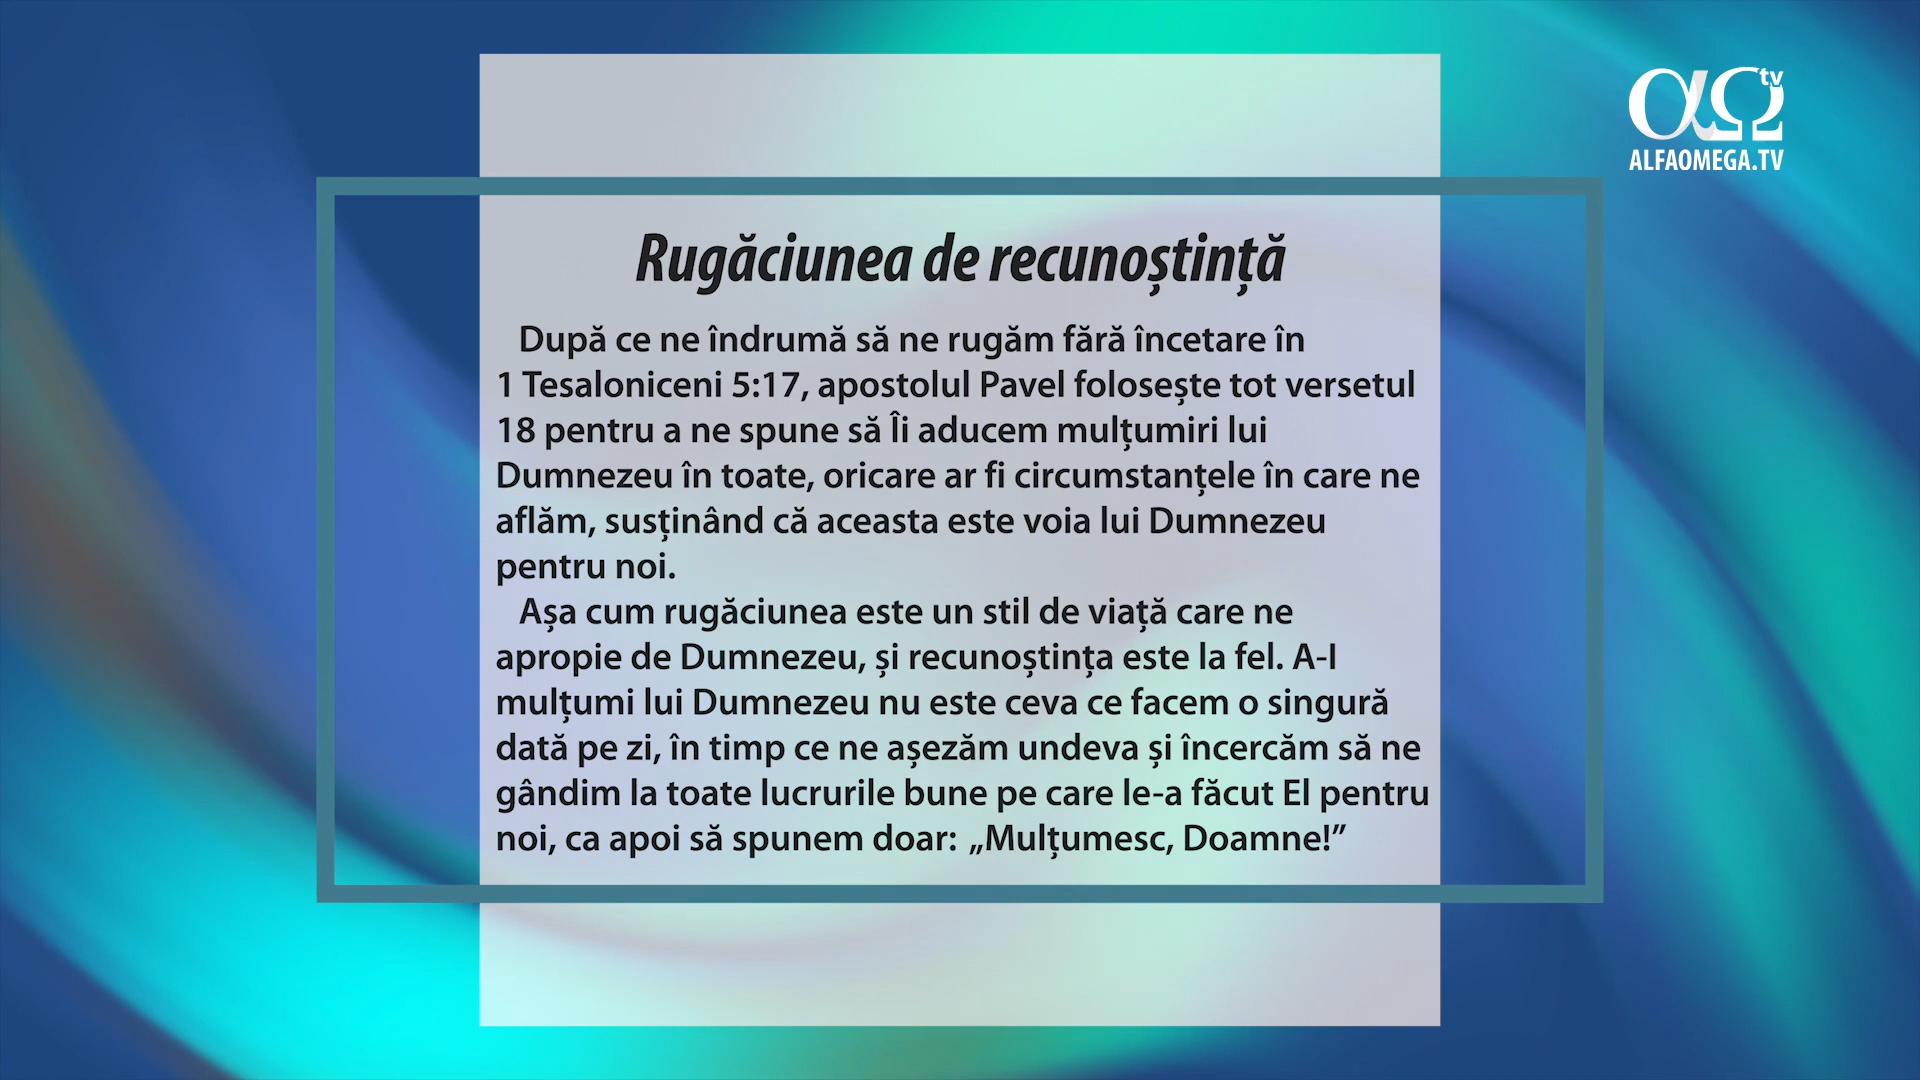 αΩ tv
ALFAOMEGA.TV
Rugăciunea de recunoștință
După ce ne îndrumă să ne rugăm fără încetare în
1 Tesaloniceni 5:17, apostolul Pavel folosește tot versetul
18 pentru a ne spune să Îi aducem mulțumiri lui
Dumnezeu în toate, oricare ar fi circumstanțele în care ne
aflăm, susținând că aceasta este voia lui Dumnezeu
pentru noi.
Așa cum rugăciunea este un stil de viață care ne
apropie de Dumnezeu, și recunoștința este la fel. A-I
mulțumi lui Dumnezeu nu este ceva ce facem o singură
dată pe zi, în timp ce ne așezăm undeva și încercăm să ne
gândim la toate lucrurile bune pe care le-a făcut El pentru
noi, ca apoi să spunem doar: „Mulțumesc, Doamne!”